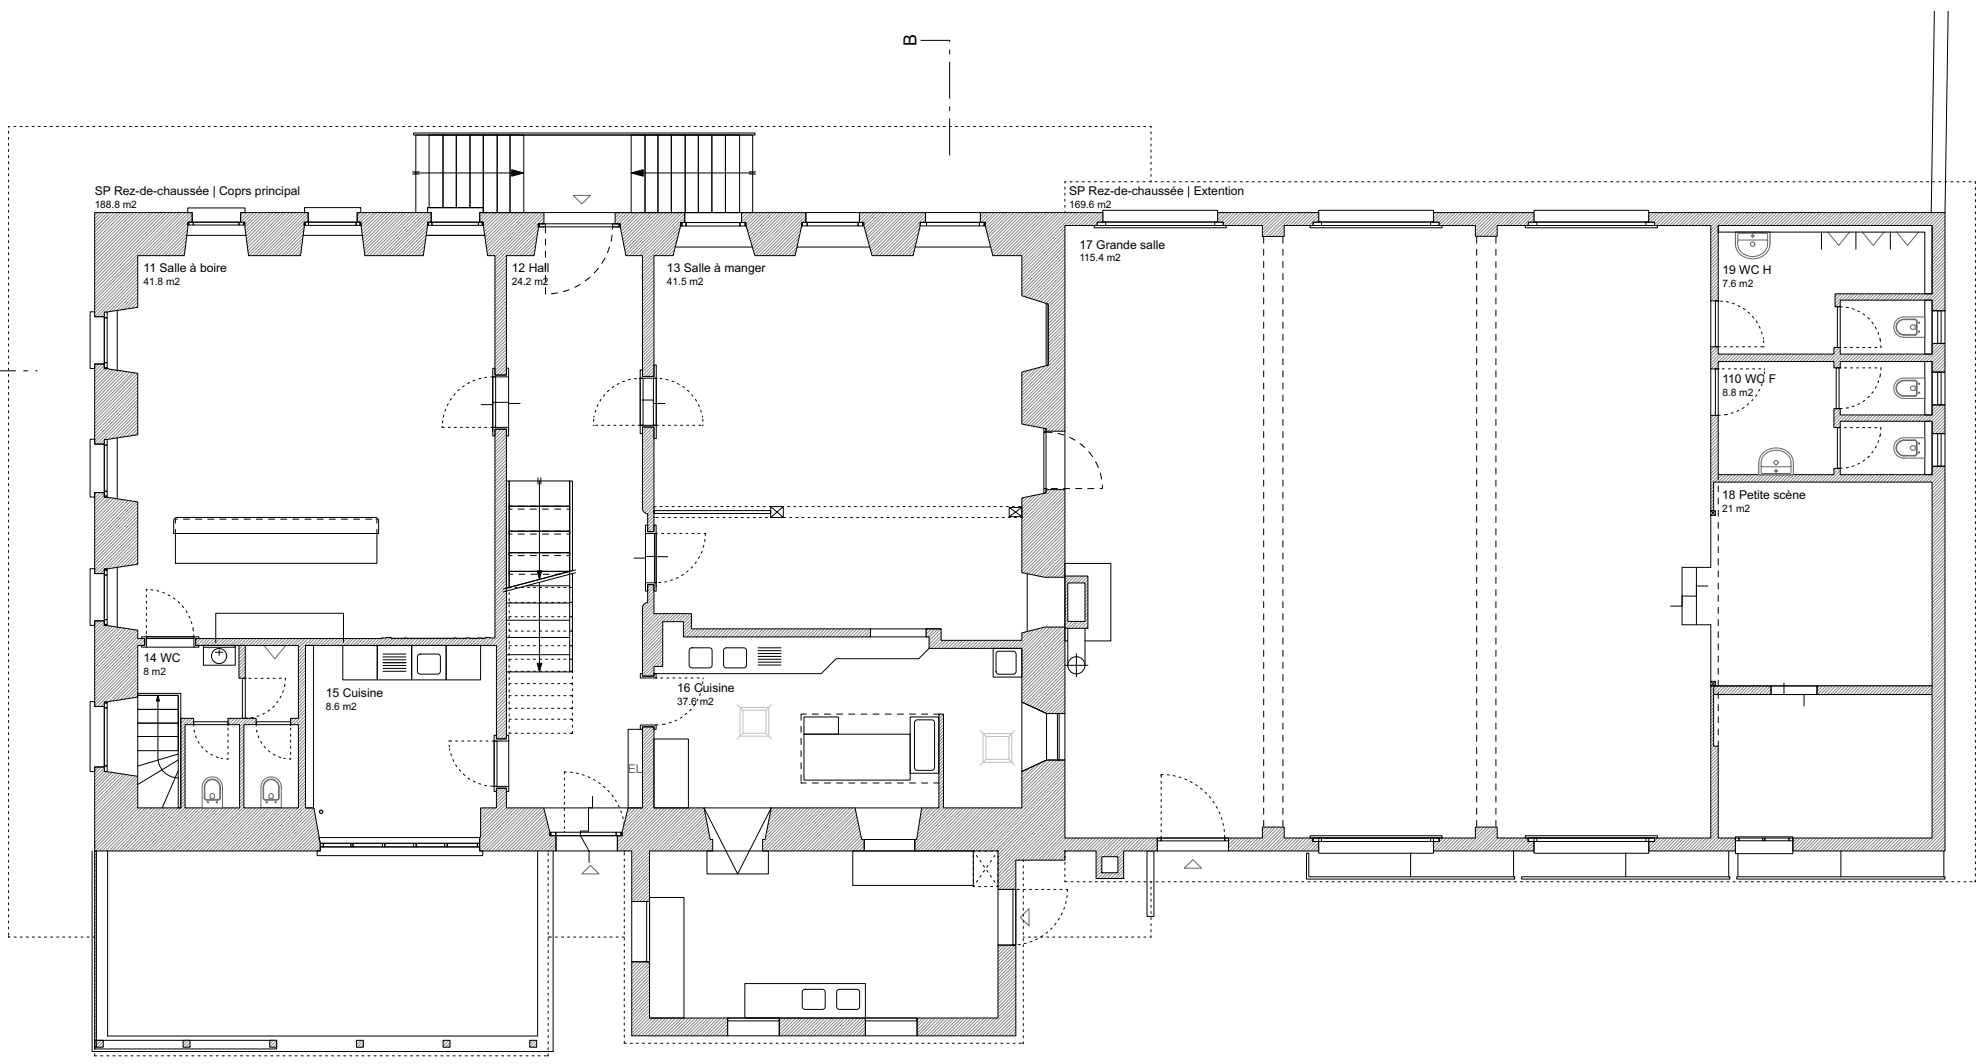 B
SP Rez-de-chaussée | Coprs principal
188.8 m2
SP Rez-de-chaussée | Extention
169.6 m2
11 Salle à boire
41.8 m2
12 Hall
24.2 m2
13 Salle à manger
41.5 m2
17 Grande salle
115.4 m2
19 WC H
7.6 m2
110 WC F
8.8 m2
18 Petite scène
21 m2
14 WC
8 m2
15 Cuisine
8.6 m2
16 Cuisine
37.6 m2
EL